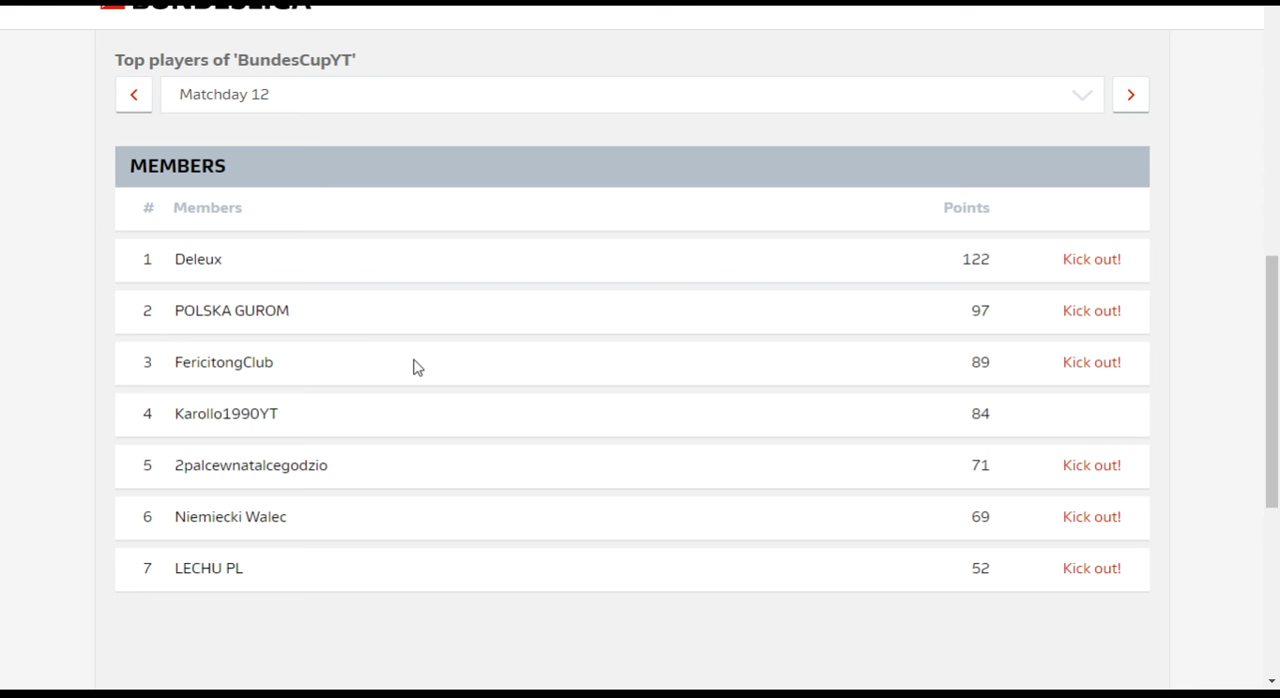 BUNDESLIGA
Top players of 'BundesCupYT'
Matchday 12
MEMBERS
# Members Points
1 Deleux 122 Kick out!
2 POLSKA GUROM 97 Kick out!
3 FericitongClub 89 Kick out!
4 Karollo1990YT 84
5 2palcewnatalcegodzio 71 Kick out!
6 Niemiecki Walec 69 Kick out!
7 LECHU PL 52 Kick out!